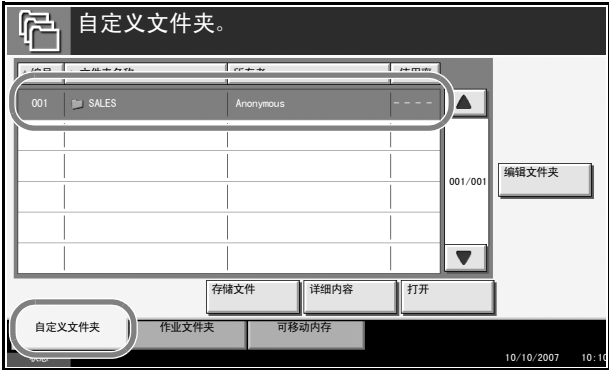 自定义文件夹。
001 SALES Anonymous ----
001/001
编辑文件夹
存储文件 详细内容 打开
自定义文件夹 作业文件夹 可移动内存
10/10/2007 10:10